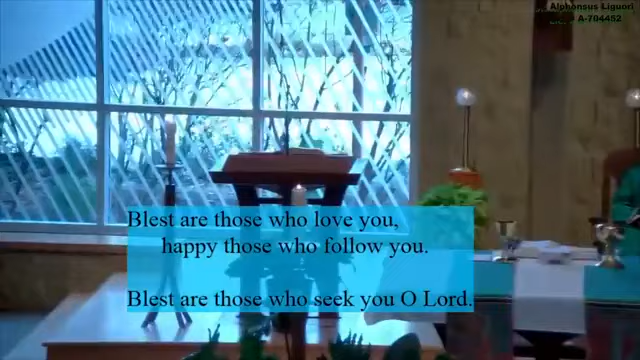 Alphonsus Liguori
A-704452
Blest are those who love you,
happy those who follow you.
Blest are those who seek you O Lord.